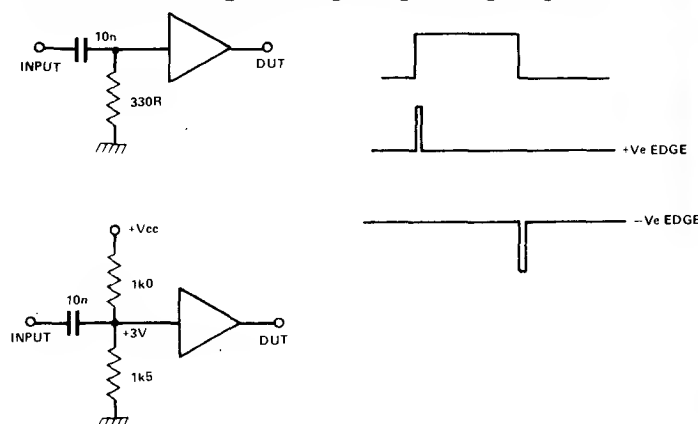 10n
INPUT
DUT
330R
+Ve EDGE
−Ve EDGE
+Vcc
1k0
10n
INPUT
+3V
DUT
1k5